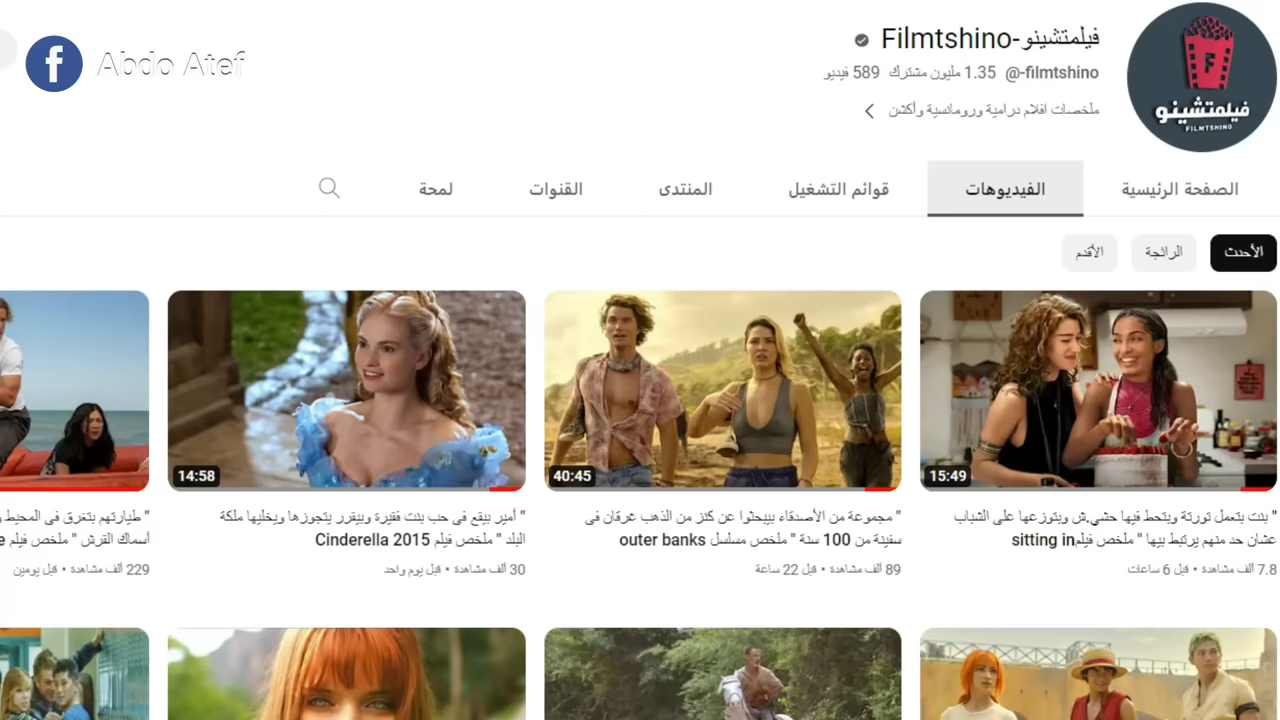 Abdo Atef
فيلمتشينو-Filmtshino
@-filmtshino 1.35 مليون مشترك 589 فيديو
ملخصات افلام درامية ورومانسية وأكشن
فيلمتشينو
FILMTSHINO
الصفحة الرئيسية
الفيديوهات
قوائم التشغيل
المنتدى
القنوات
لمحة
الأحدث
الرائجة
الأقدم
15:49
40:45
14:58
" بنت بتعمل تورتة وبتحط فيها حشي.ش وبتوزعها على الشباب
عشان حد منهم يرتبط بيها " ملخص فيلمsitting in
7.8 ألف مشاهدة • قبل 6 ساعات
" مجموعة من الأصدقاء بيبحثوا عن كنز من الذهب غرقان فى
سفينة من 100 سنة " ملخص مسلسل outer banks
89 ألف مشاهدة • قبل 22 ساعة
" أمير بيقع فى حب بنت فقيرة وبيقرر يتجوزها ويخليها ملكة
البلد " ملخص فيلم Cinderella 2015
30 ألف مشاهدة • قبل يوم واحد
" طيارتهم بتغرق فى المحيط
أسماك القرش " ملخص فيلم
229 ألف مشاهدة • قبل يومين